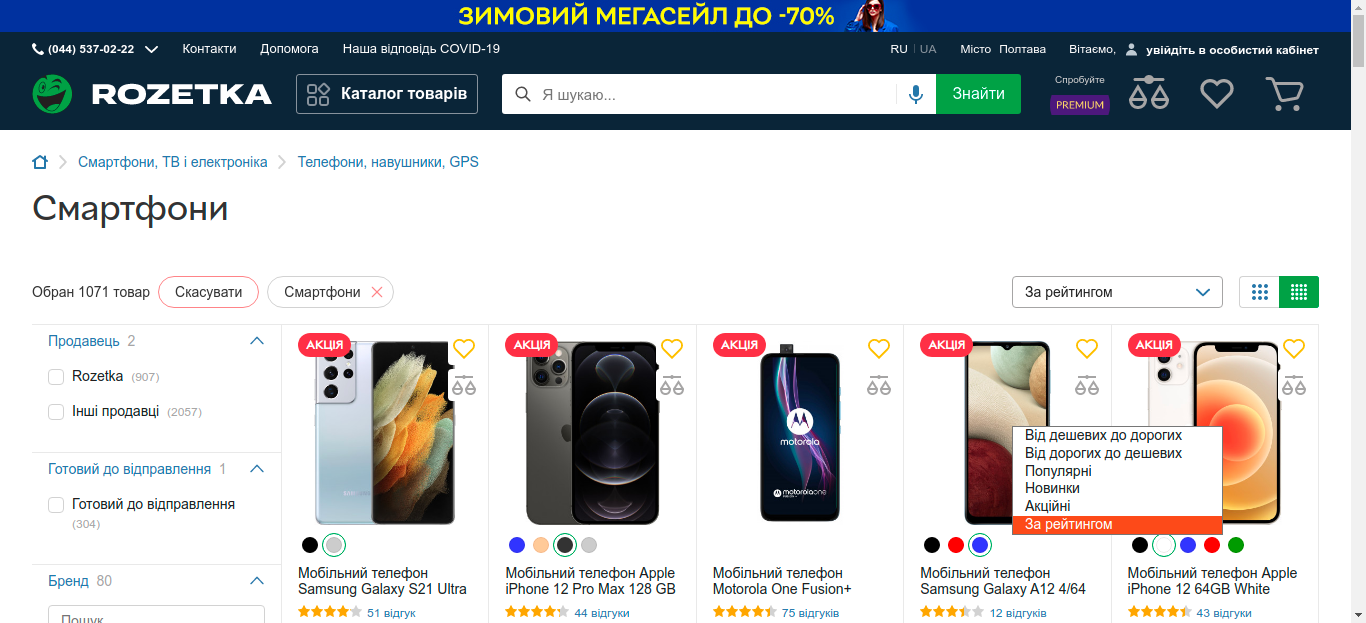 ЗИМОВИЙ МЕГАСЕЙЛ ДО -70%
(044) 537-02-22
Контакти
Допомога
Наша відповідь COVID-19
RU | UA
Місто Полтава
Вітаємо, увійдіть в особистий кабінет
ROZETKA
Каталог товарів
Я шукаю...
Знайти
Спробуйте
PREMIUM
Смартфони, ТВ і електроніка
Телефони, навушники, GPS
Смартфони
Обран 1071 товар
Скасувати
Смартфони
За рейтингом
Продавець 2
Rozetka (907)
Інші продавці (2057)
Готовий до відправлення 1
Готовий до відправлення
(304)
Бренд 80
Пошук
АКЦІЯ
Мобільний телефон
Samsung Galaxy S21 Ultra
51 відгук
АКЦІЯ
Мобільний телефон Apple
iPhone 12 Pro Max 128 GB
44 відгуки
АКЦІЯ
motorola
motorolaone
Мобільний телефон
Motorola One Fusion+
75 відгуків
АКЦІЯ
Мобільний телефон
Samsung Galaxy A12 4/64
12 відгуків
АКЦІЯ
Мобільний телефон Apple
iPhone 12 64GB White
43 відгуки
Від дешевих до дорогих
Від дорогих до дешевих
Популярні
Новинки
Акційні
За рейтингом